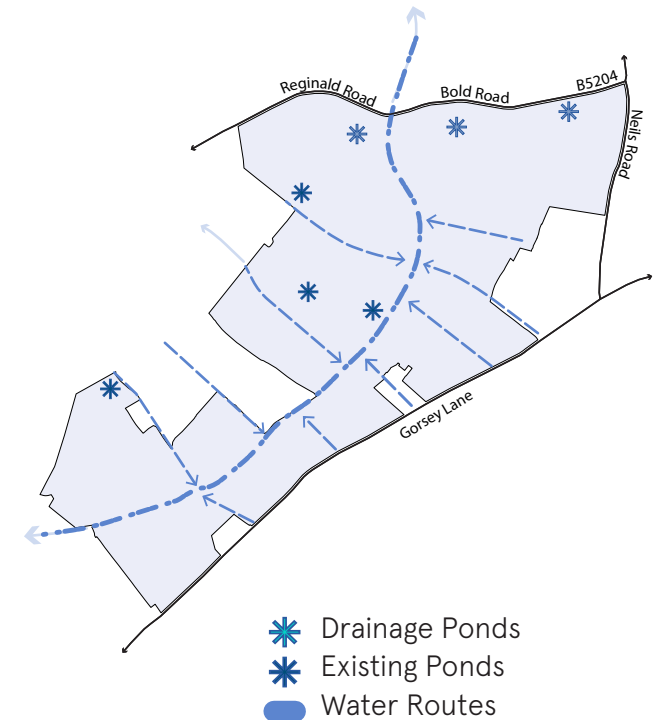 Reginald Road
Bold Road
B5204
Neils Road
Gorsey Lane
Drainage Ponds
Existing Ponds
Water Routes